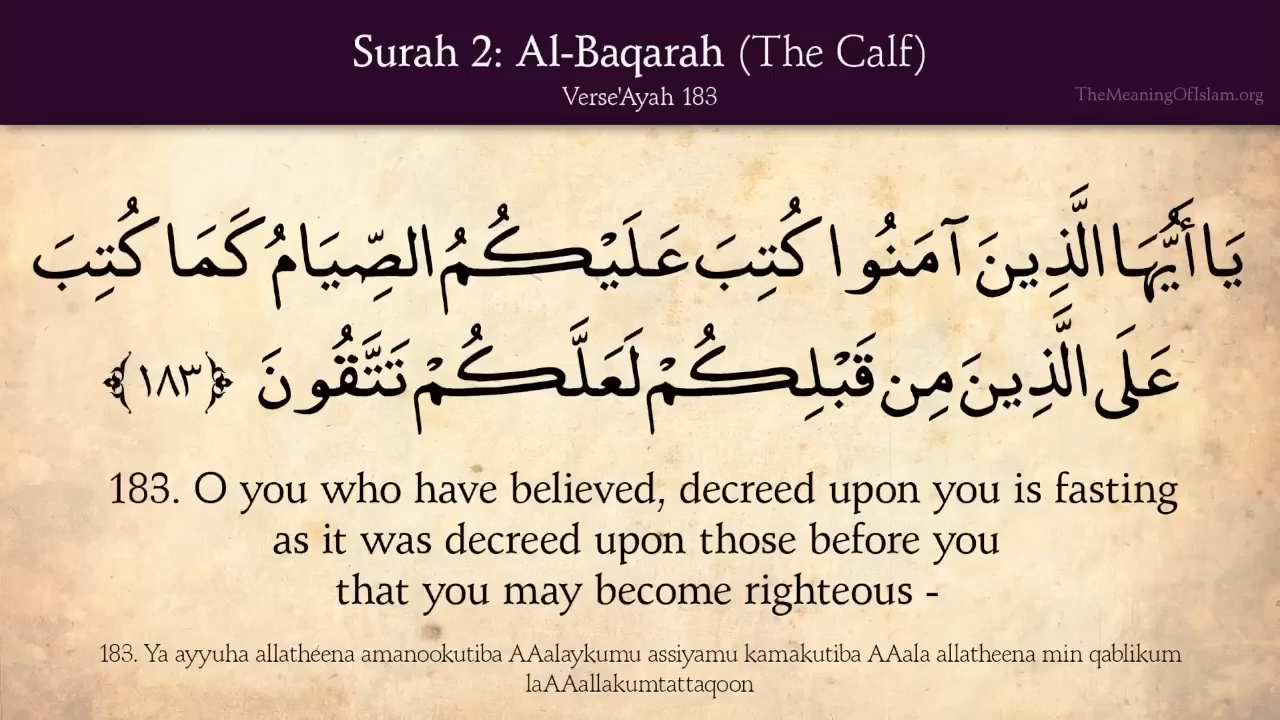 Surah 2: Al-Baqarah (The Calf)
Verse'Ayah 183
TheMeaningOfIslam.org
يَا أَيُّهَا الَّذِينَ آمَنُوا كُتِبَ عَلَيْكُمُ الصِّيَامُ كَمَا كُتِبَ
عَلَى الَّذِينَ مِن قَبْلِكُمْ لَعَلَّكُمْ تَتَّقُونَ ﴿١٨٣﴾
183. O you who have believed, decreed upon you is fasting
as it was decreed upon those before you
that you may become righteous -
183. Ya ayyuha allatheena amanookutiba AAalaykumu assiyamu kamakutiba AAala allatheena min qablikum
laAAallakumtattaqoon